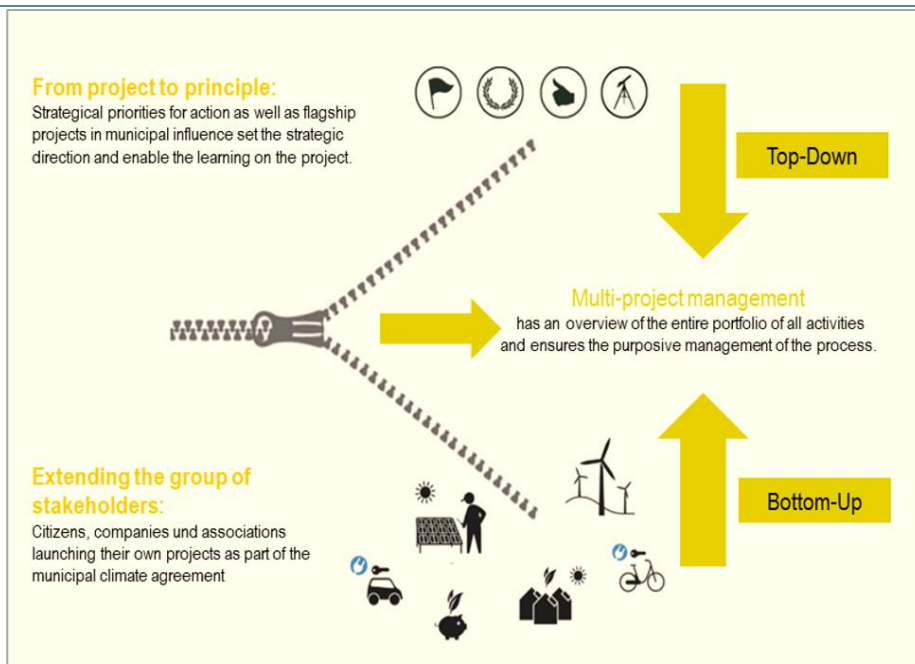 From project to principle:
Strategical priorities for action as well as flagship
projects in municipal influence set the strategic
direction and enable the learning on the project.
Top-Down
Multi-project management
has an overview of the entire portfolio of all activities
and ensures the purposive management of the process.
Extending the group of
stakeholders:
Citizens, companies und associations
launching their own projects as part of the
municipal climate agreement
Bottom-Up